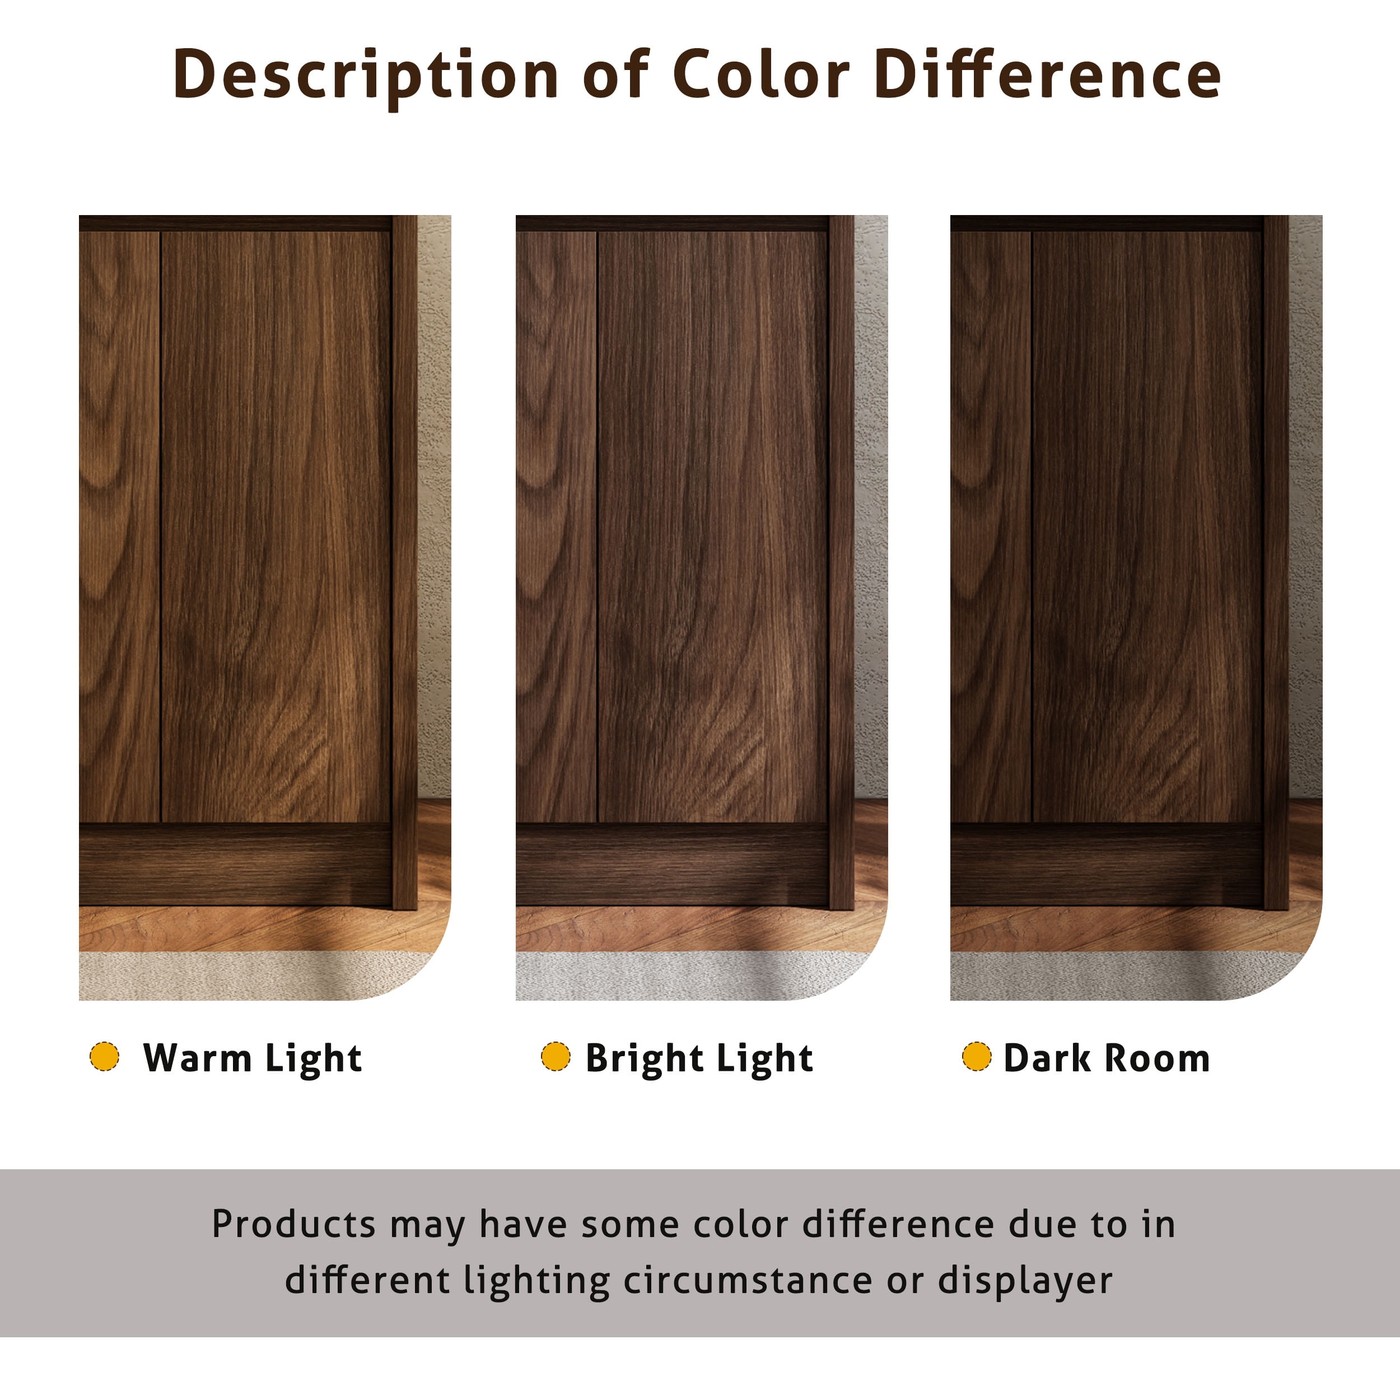 Description of Color Difference
Warm Light
Bright Light
Dark Room
Products may have some color difference due to in
different lighting circumstance or displayer